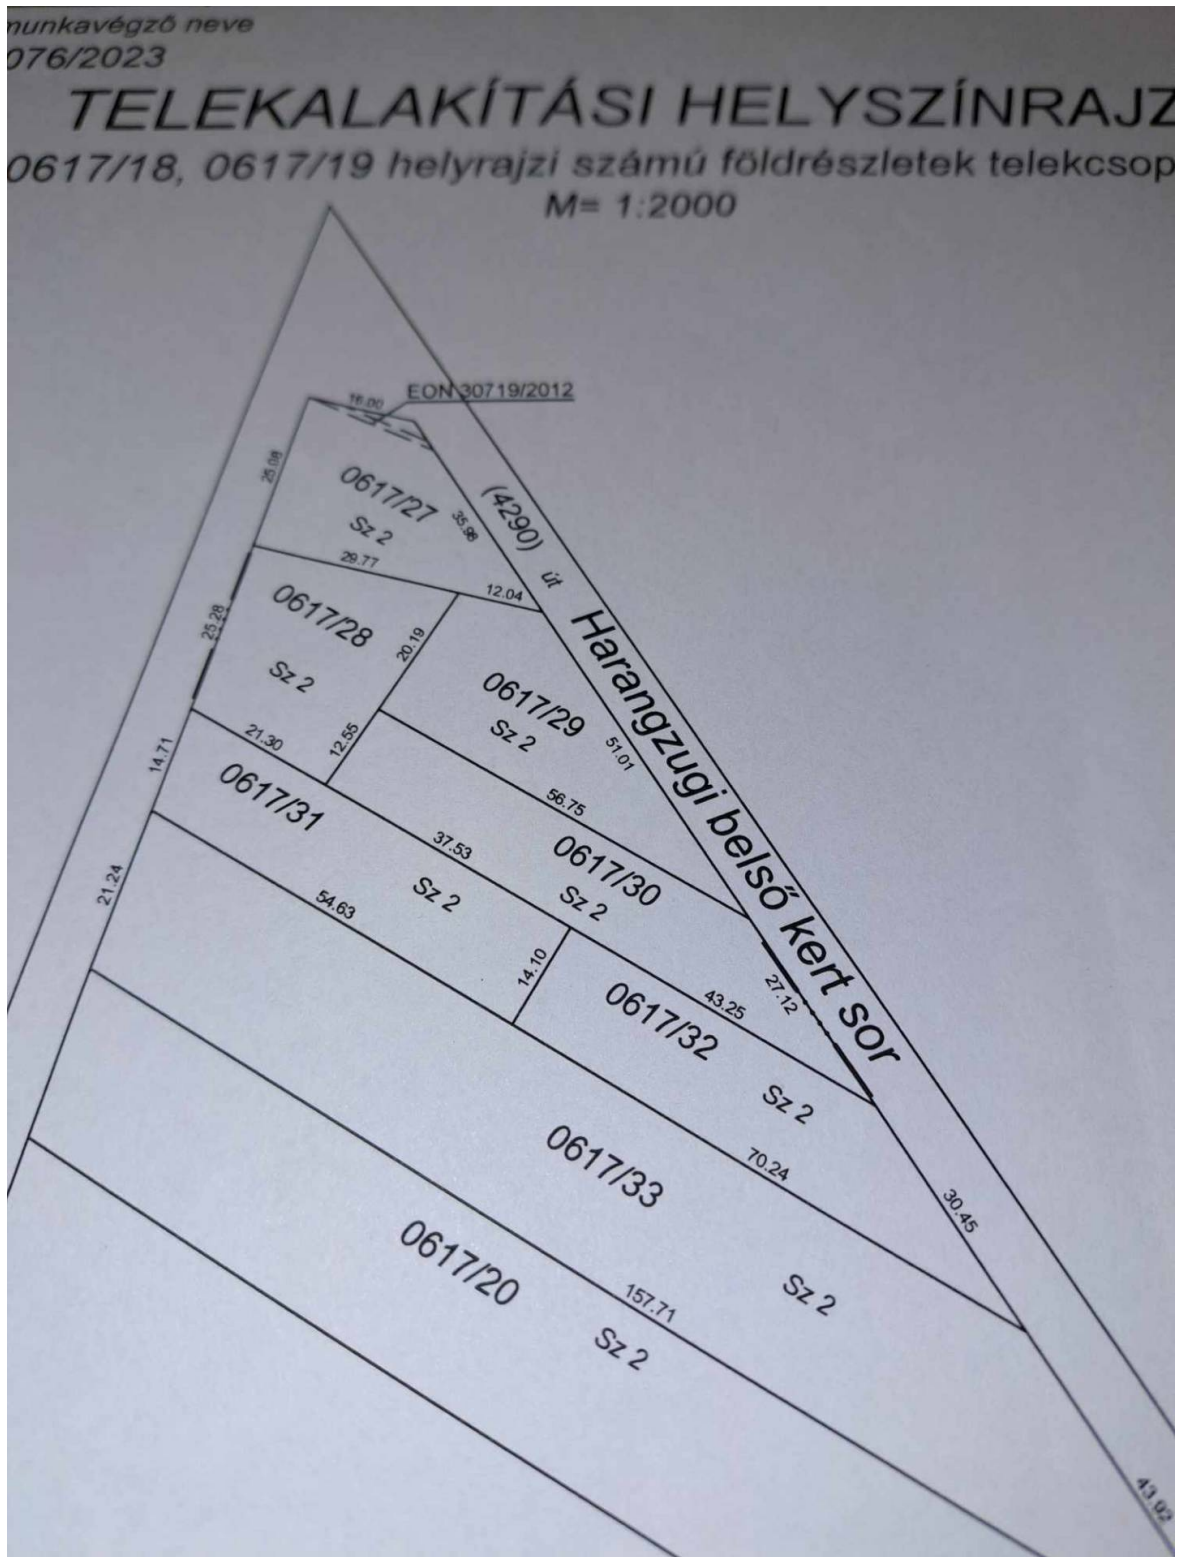 munkavégző neve
076/2023
TELEKALAKÍTÁSI HELYSZÍNRAJZ
0617/18, 0617/19 helyrajzi számú földrészletek telekcsop
M= 1:2000
EON 30719/2012
16.00
25.08
0617/27
Sz 2
35.98
(4290) út
Harangzugi belső kert sor
29.77
12.04
25.28
0617/28
Sz 2
20.19
0617/29
Sz 2
51.01
14.71
21.30
12.55
56.75
0617/31
Sz 2
37.53
0617/30
Sz 2
21.24
54.63
14.10
27.12
43.25
0617/32
Sz 2
70.24
0617/33
Sz 2
30.45
0617/20
Sz 2
157.71
43.92